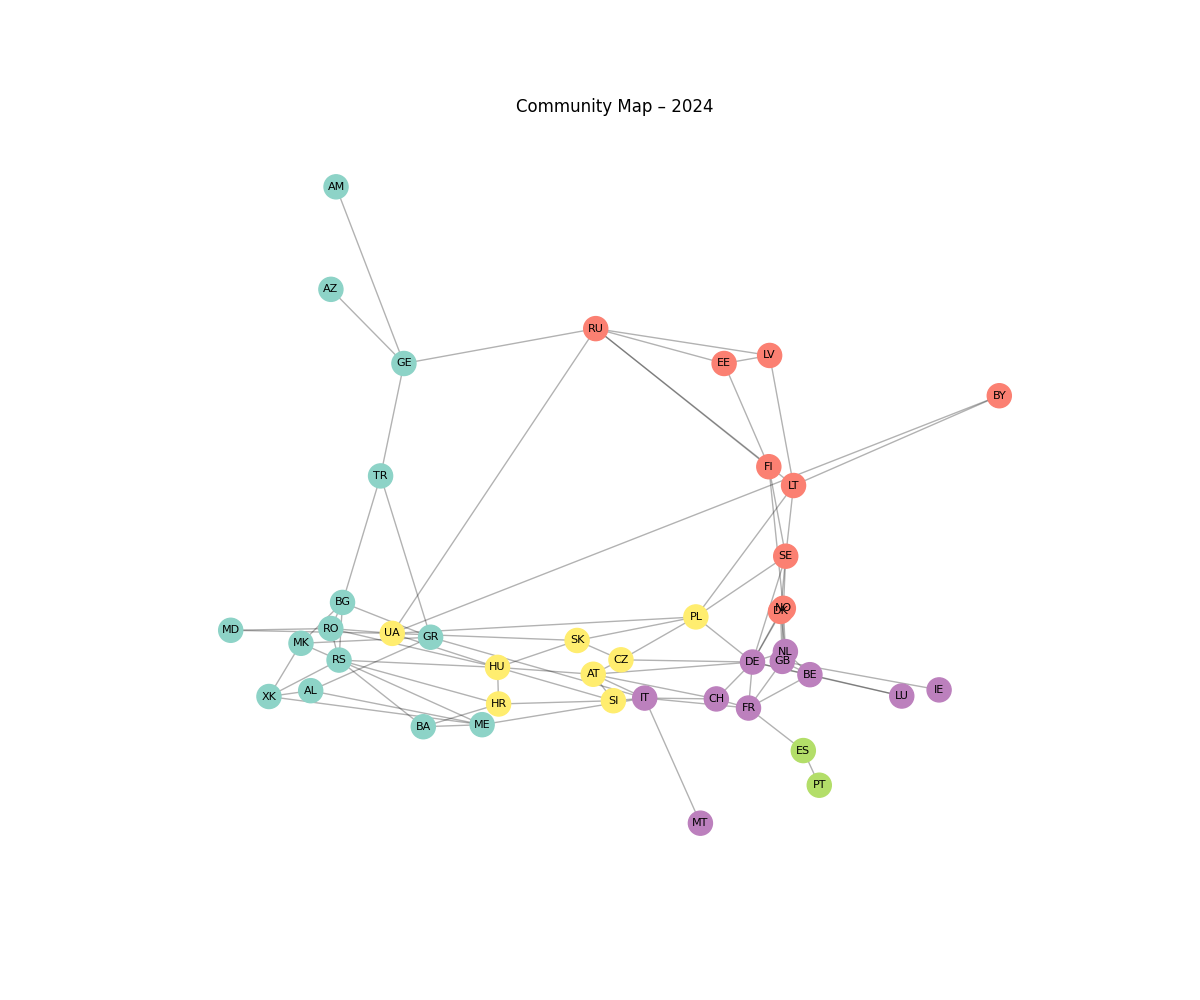 Community Map – 2024
AM
AZ
RU
LV
EE
GE
BY
FI
TR
LT
SE
BG
NO
DK
PL
RO
MD
UA
GR
SK
MK
NL
RS
CZ
GB
DE
HU
AT
BE
IE
AL
LU
XK
IT
CH
SI
HR
FR
ME
BA
ES
PT
MT